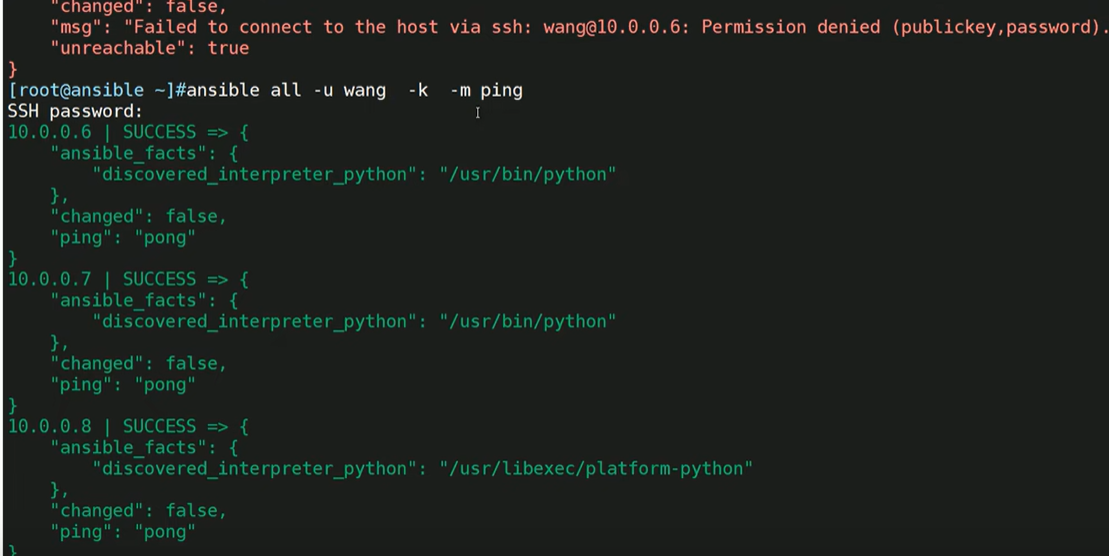 "changed": false,
"msg": "Failed to connect to the host via ssh: wang@10.0.0.6: Permission denied (publickey,password).
"unreachable": true
}
[root@ansible ~]#ansible all -u wang  -k  -m ping
SSH password:
10.0.0.6 | SUCCESS => {
    "ansible_facts": {
        "discovered_interpreter_python": "/usr/bin/python"
    },
    "changed": false,
    "ping": "pong"
}
10.0.0.7 | SUCCESS => {
    "ansible_facts": {
        "discovered_interpreter_python": "/usr/bin/python"
    },
    "changed": false,
    "ping": "pong"
}
10.0.0.8 | SUCCESS => {
    "ansible_facts": {
        "discovered_interpreter_python": "/usr/libexec/platform-python"
    },
    "changed": false,
    "ping": "pong"
}